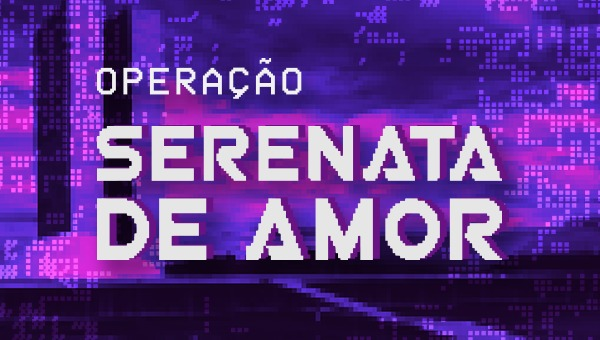 OPERAÇÃO
SERENATA
DE AMOR